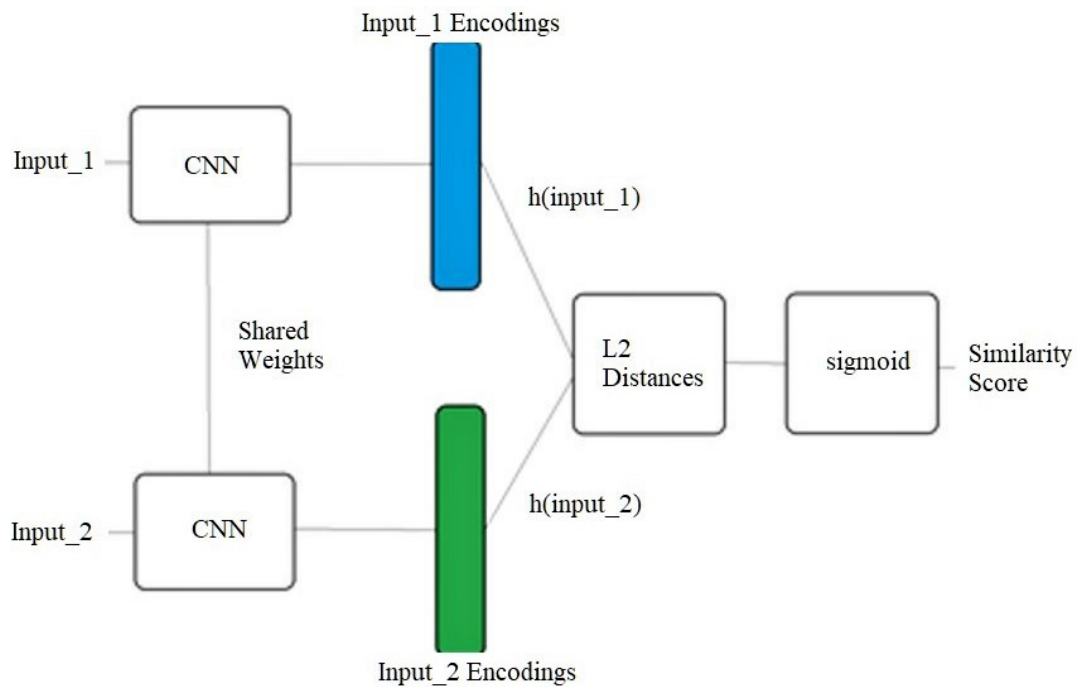 Input_1 Encodings
Input_1
CNN
h(input_1)
Shared
Weights
L2
Distances
sigmoid
Similarity
Score
Input_2
CNN
h(input_2)
Input_2 Encodings